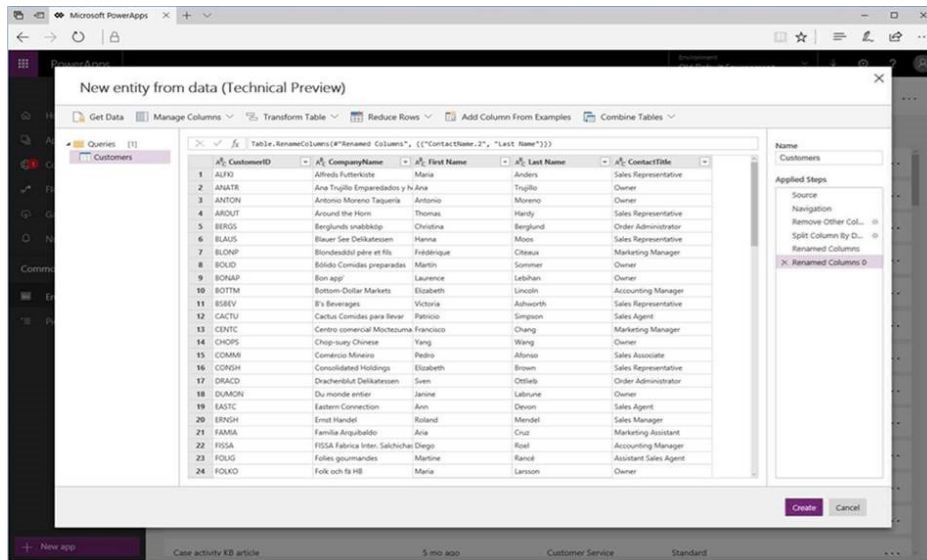 Microsoft PowerApps
PowerApps
Environment
New entity from data (Technical Preview)
Get Data Manage Columns Transform Table Reduce Rows Add Column From Examples Combine Tables
Queries [1]
Customers
fx Table.RenameColumns(#"Renamed Columns", {{"ContactName.2", "Last Name"}})
CustomerID CompanyName First Name Last Name ContactTitle
1 ALFKI Alfreds Futterkiste Maria Anders Sales Representative
2 ANATR Ana Trujillo Emparedados y h Ana Trujillo Owner
3 ANTON Antonio Moreno Taquería Antonio Moreno Owner
4 AROUT Around the Horn Thomas Hardy Sales Representative
5 BERGS Berglunds snabbköp Christina Berglund Order Administrator
6 BLAUS Blauer See Delikatessen Hanna Moos Sales Representative
7 BLONP Blondesddsl père et fils Frédérique Citeaux Marketing Manager
8 BOLID Bólido Comidas preparadas Martín Sommer Owner
9 BONAP Bon app' Laurence Lebihan Owner
10 BOTTM Bottom-Dollar Markets Elizabeth Lincoln Accounting Manager
11 BSBEV B's Beverages Victoria Ashworth Sales Representative
12 CACTU Cactus Comidas para llevar Patricio Simpson Sales Agent
13 CENTC Centro comercial Moctezuma Francisco Chang Marketing Manager
14 CHOPS Chop-suey Chinese Yang Wang Owner
15 COMMI Comércio Mineiro Pedro Afonso Sales Associate
16 CONSH Consolidated Holdings Elizabeth Brown Sales Representative
17 DRACD Drachenblut Delikatessen Sven Ottlieb Order Administrator
18 DUMON Du monde entier Janine Labrune Owner
19 EASTC Eastern Connection Ann Devon Sales Agent
20 ERNSH Ernst Handel Roland Mendel Sales Manager
21 FAMIA Familia Arquibaldo Aria Cruz Marketing Assistant
22 FISSA FISSA Fabrica Inter. Salchichas Diego Roel Accounting Manager
23 FOLIG Folies gourmandes Martine Rancé Assistant Sales Agent
24 FOLKO Folk och fä HB Maria Larsson Owner
Name
Customers
Applied Steps
Source
Navigation
Remove Other Col...
Split Column By D...
Renamed Columns
Renamed Columns 0
Create Cancel
Commo
New app
Case activity KB article 5 mo ago Customer Service Standard